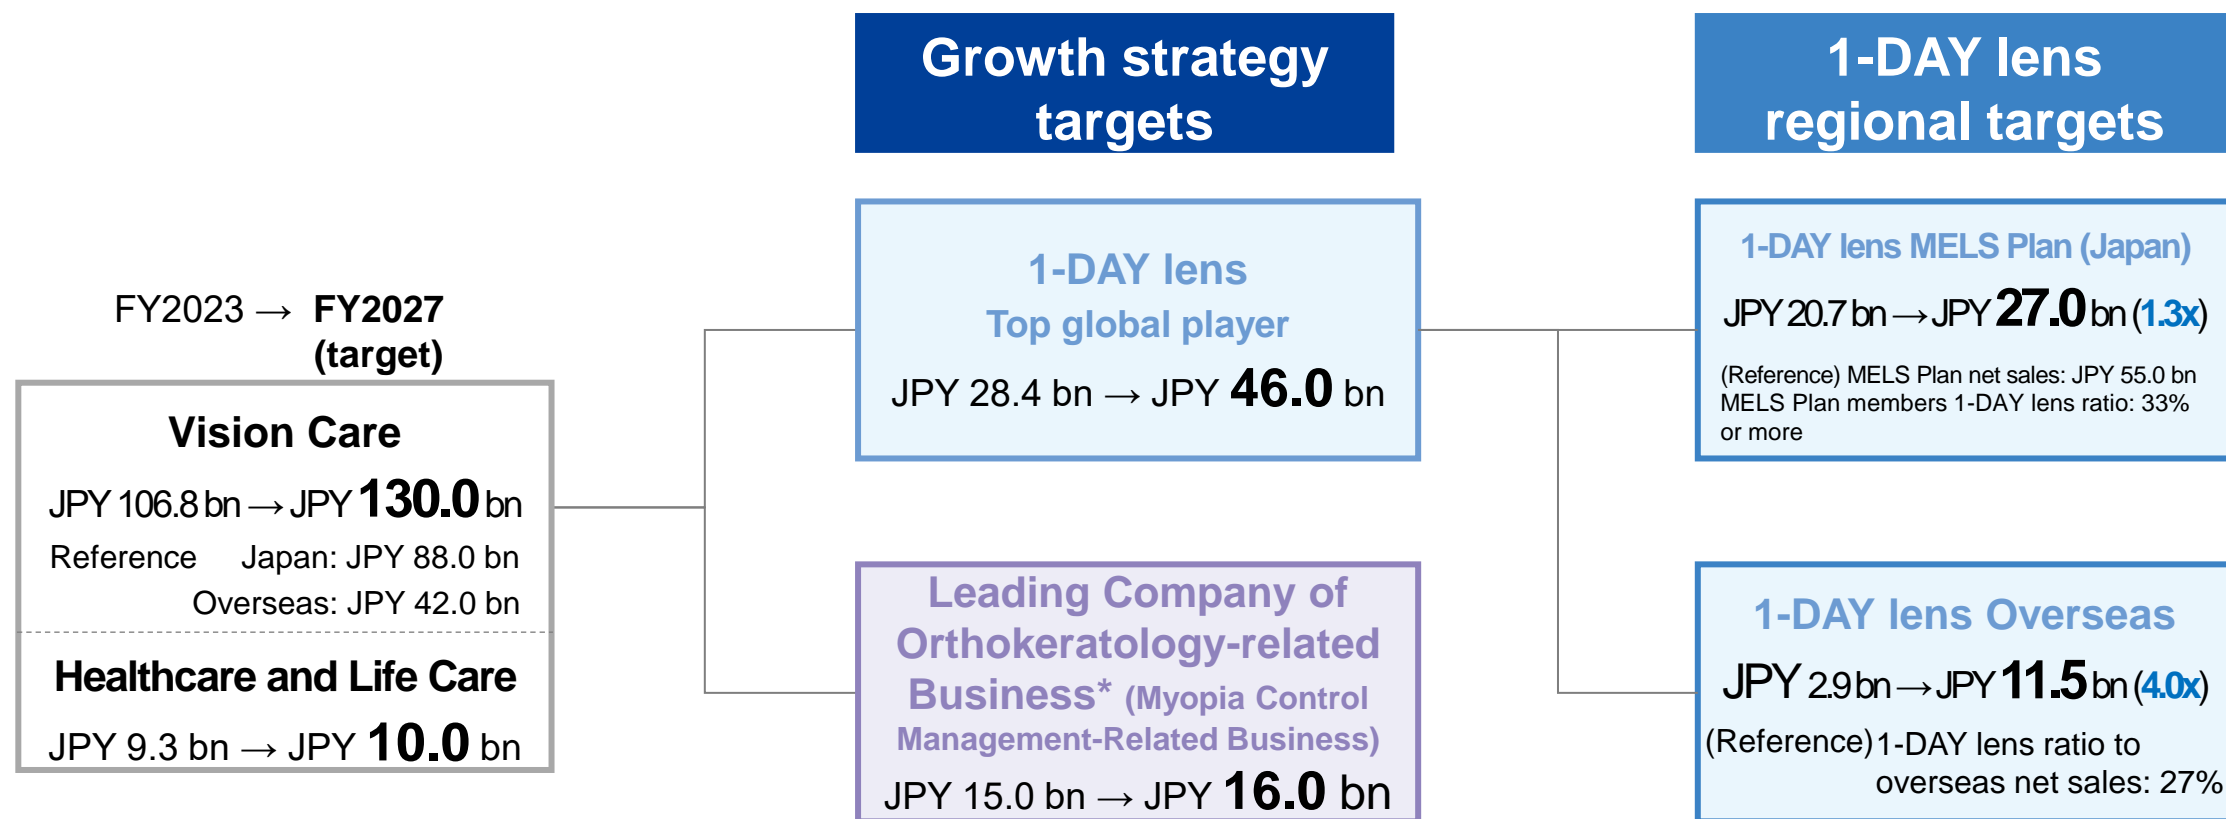 Growth strategy
targets
1-DAY lens
regional targets
FY2023 → FY2027
(target)
Vision Care
JPY 106.8 bn → JPY 130.0 bn
Reference Japan: JPY 88.0 bn
Overseas: JPY 42.0 bn
Healthcare and Life Care
JPY 9.3 bn → JPY 10.0 bn
1-DAY lens
Top global player
JPY 28.4 bn → JPY 46.0 bn
Leading Company of
Orthokeratology-related
Business* (Myopia Control
Management-Related Business)
JPY 15.0 bn → JPY 16.0 bn
1-DAY lens MELS Plan (Japan)
JPY 20.7 bn → JPY 27.0 bn (1.3x)
(Reference) MELS Plan net sales: JPY 55.0 bn
MELS Plan members 1-DAY lens ratio: 33%
or more
1-DAY lens Overseas
JPY 2.9 bn → JPY 11.5 bn (4.0x)
(Reference) 1-DAY lens ratio to
overseas net sales: 27%